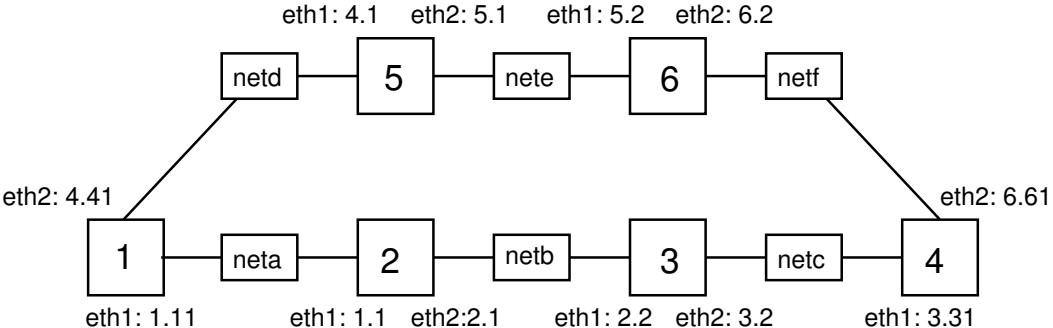 eth1: 4.1 eth2: 5.1 eth1: 5.2 eth2: 6.2
netd 5 nete 6 netf
eth2: 4.41 eth2: 6.61
1 neta 2 netb 3 netc 4
eth1: 1.11 eth1: 1.1 eth2:2.1 eth1: 2.2 eth2: 3.2 eth1: 3.31